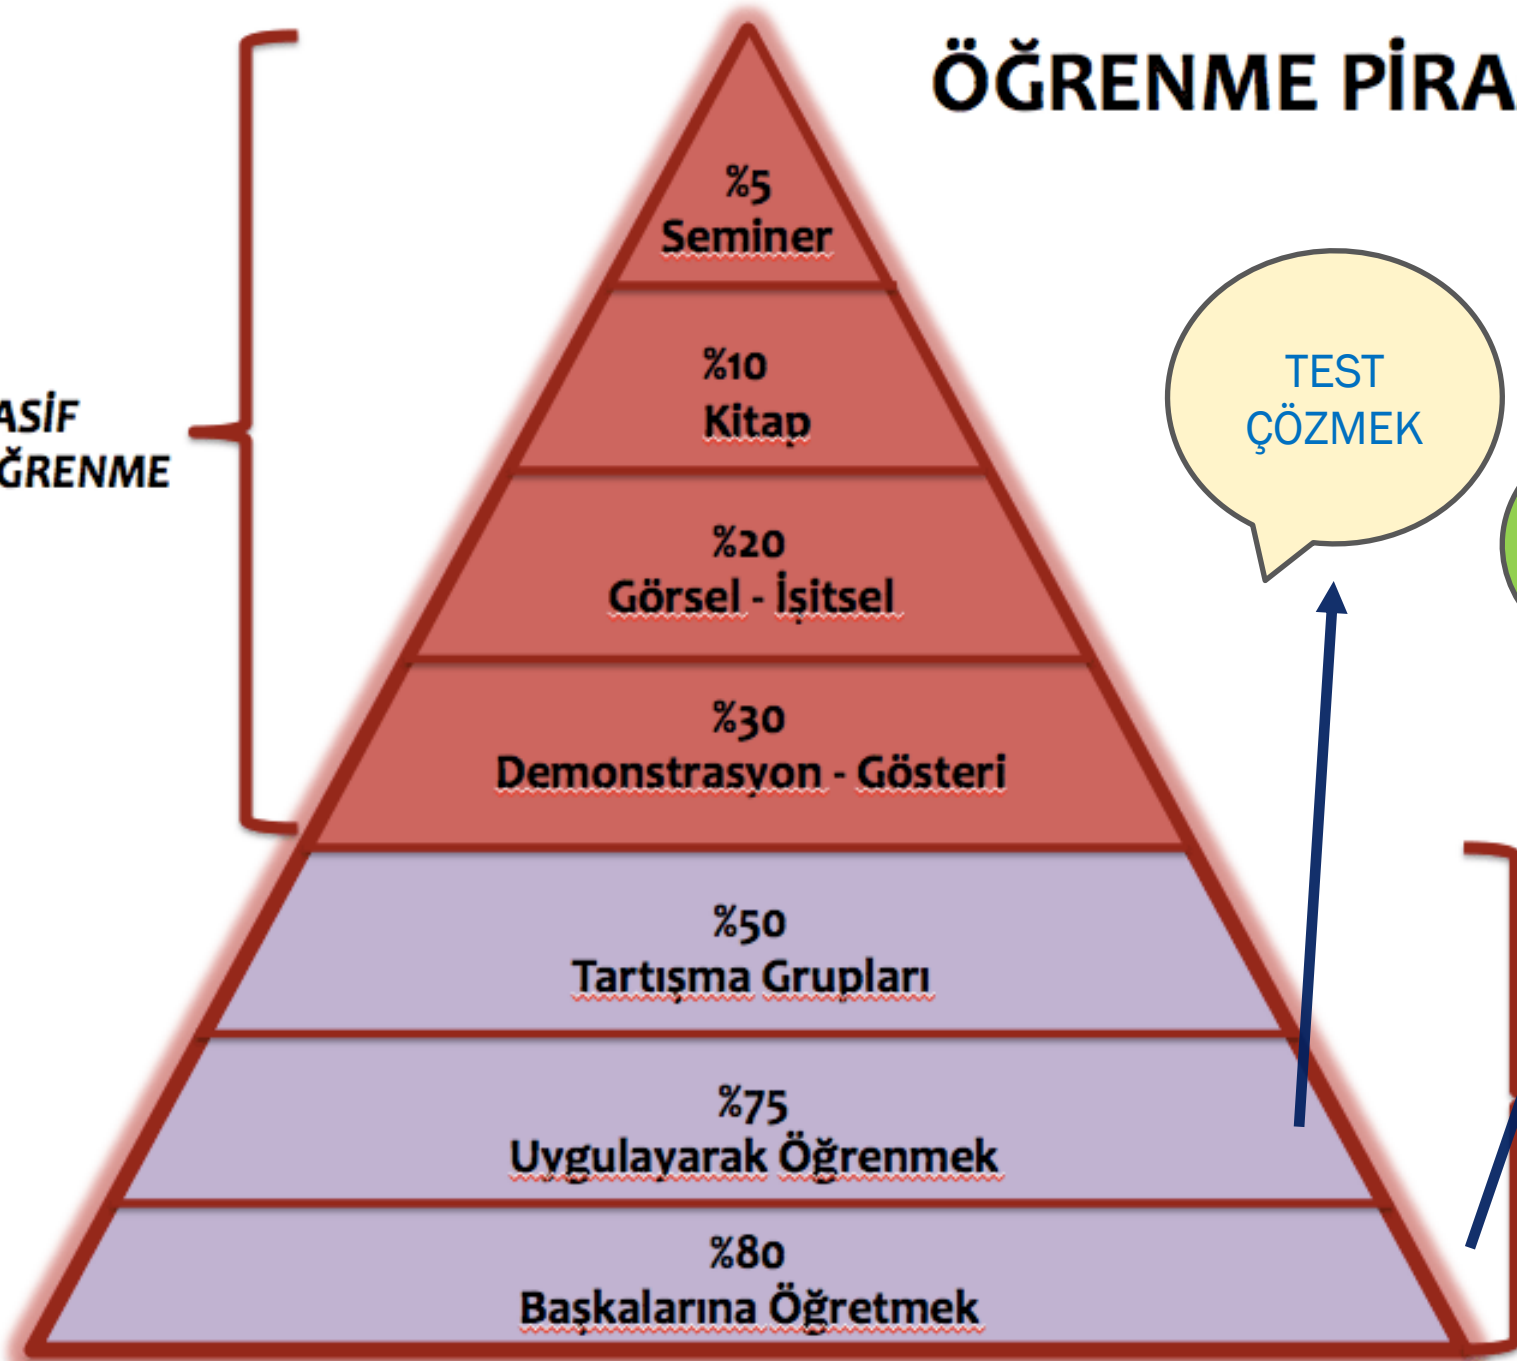 ÖĞRENME PİRA
%5
Seminer
%10
Kitap
TEST
ÇÖZMEK
ASİF
ĞRENME
%20
Görsel - İşitsel
%30
Demonstrasyon - Gösteri
%50
Tartışma Grupları
%75
Uygulayarak Öğrenmek
%80
Başkalarına Öğretmek